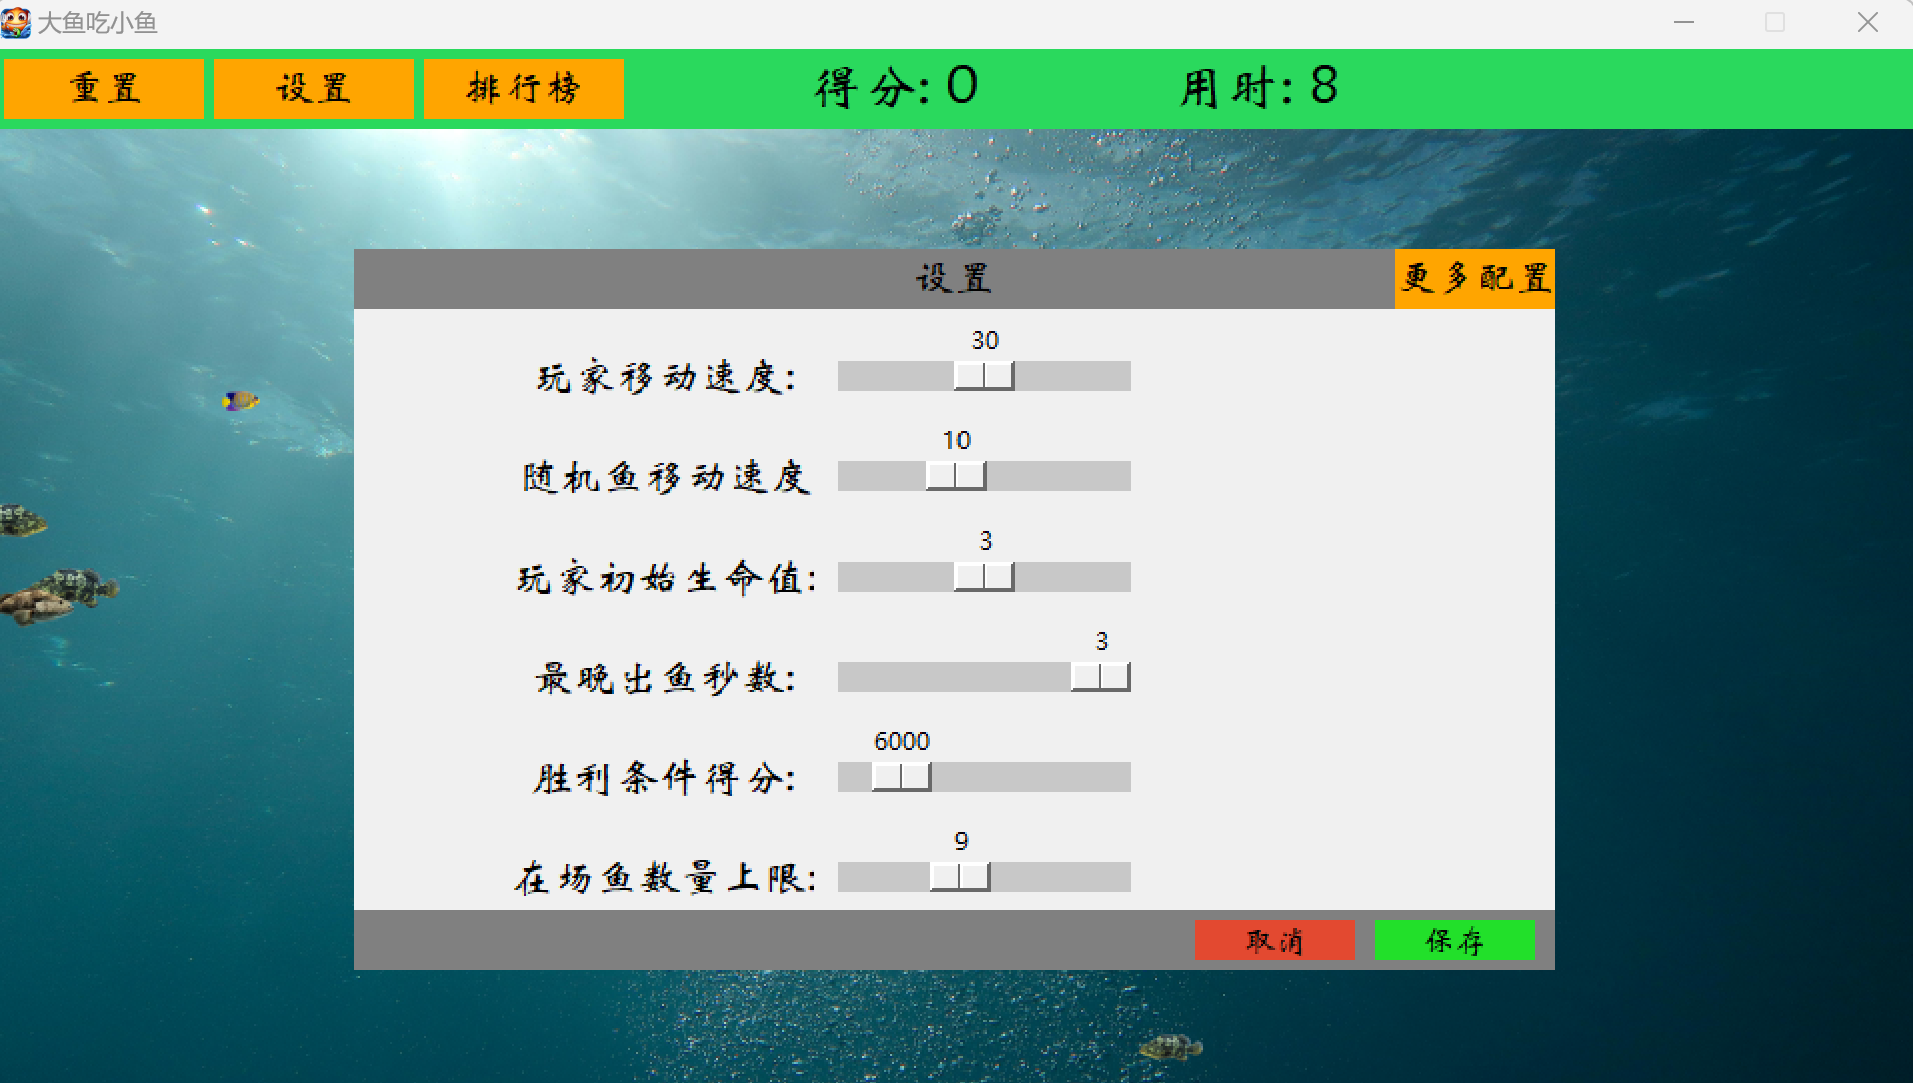 大鱼吃小鱼
重置 设置 排行榜 得分: 0 用时: 8
设置 更多配置
30
玩家移动速度:
10
随机鱼移动速度
3
玩家初始生命值:
3
最晚出鱼秒数:
6000
胜利条件得分:
9
在场鱼数量上限:
取消 保存